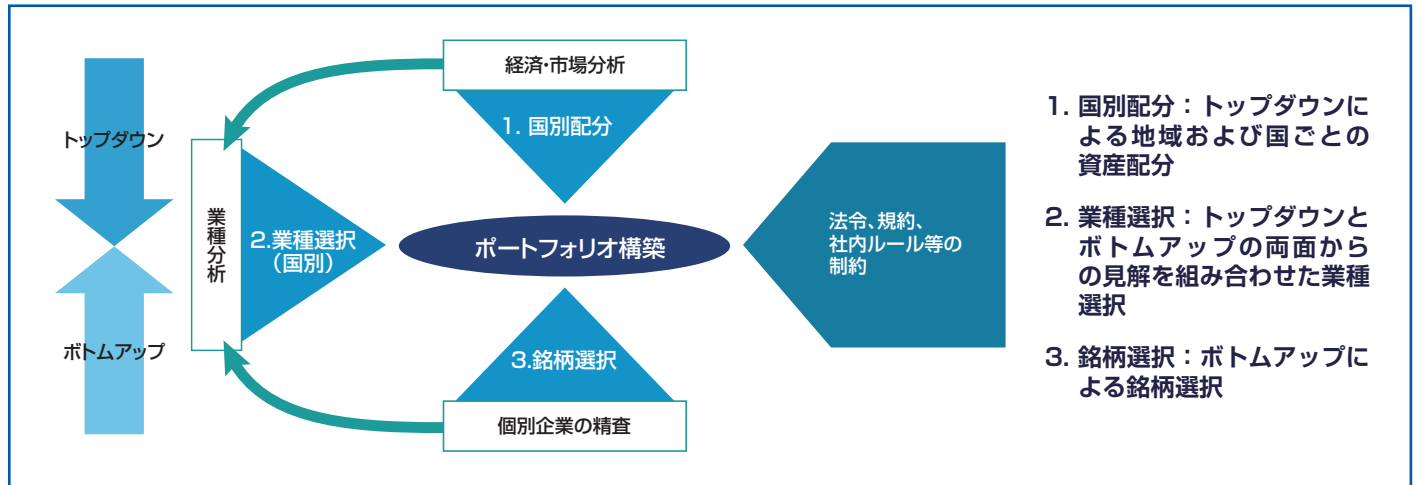 経済・市場分析
1. 国別配分
トップダウン
業種分析
2.業種選択
（国別）
ポートフォリオ構築
法令、規約、
社内ルール等の
制約
ボトムアップ
3.銘柄選択
個別企業の精査
1. 国別配分：トップダウンに
よる地域および国ごとの
資産配分
2. 業種選択：トップダウンと
ボトムアップの両面から
の見解を組み合わせた業種
選択
3. 銘柄選択：ボトムアップに
よる銘柄選択